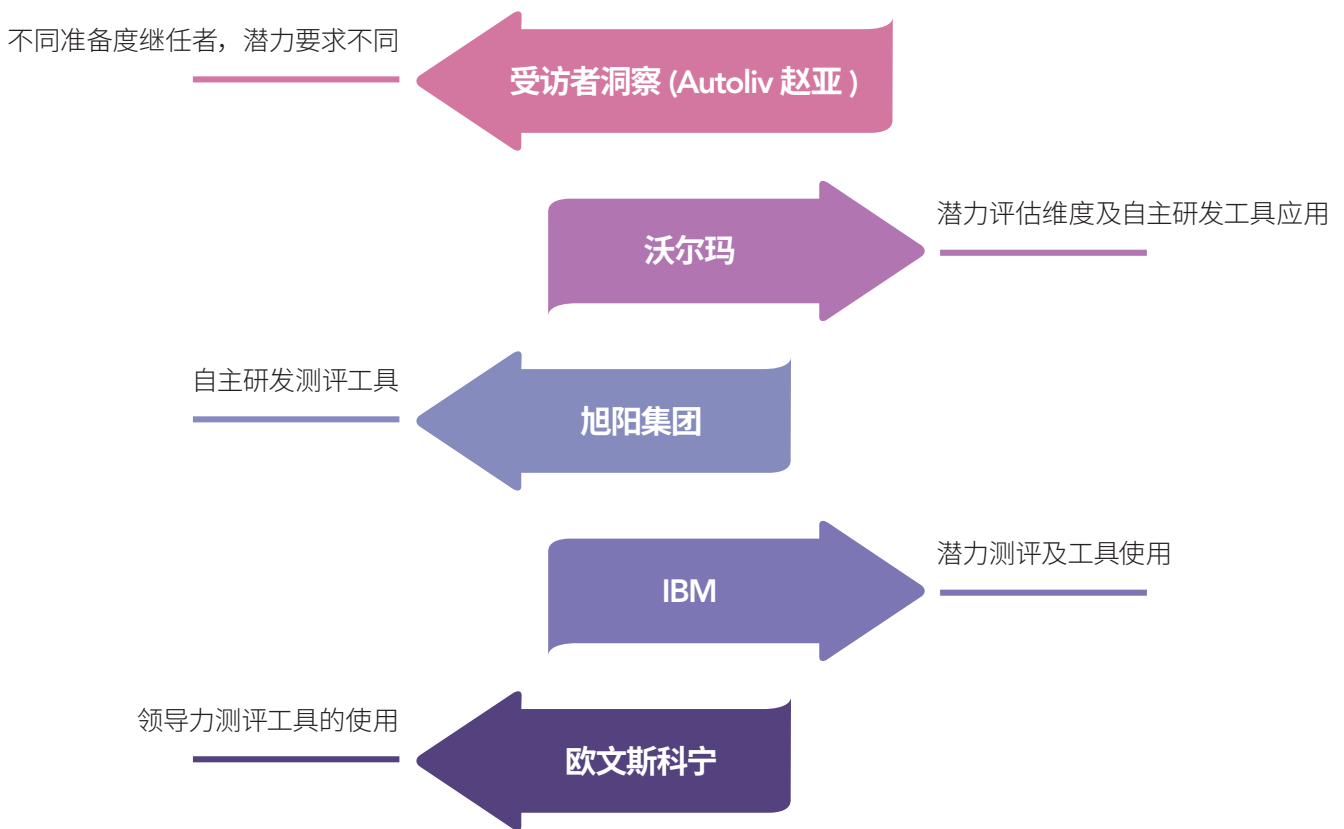 不同准备度继任者，潜力要求不同
受访者洞察 (Autoliv 赵亚 )
沃尔玛
潜力评估维度及自主研发工具应用
自主研发测评工具
旭阳集团
IBM
潜力测评及工具使用
领导力测评工具的使用
欧文斯科宁